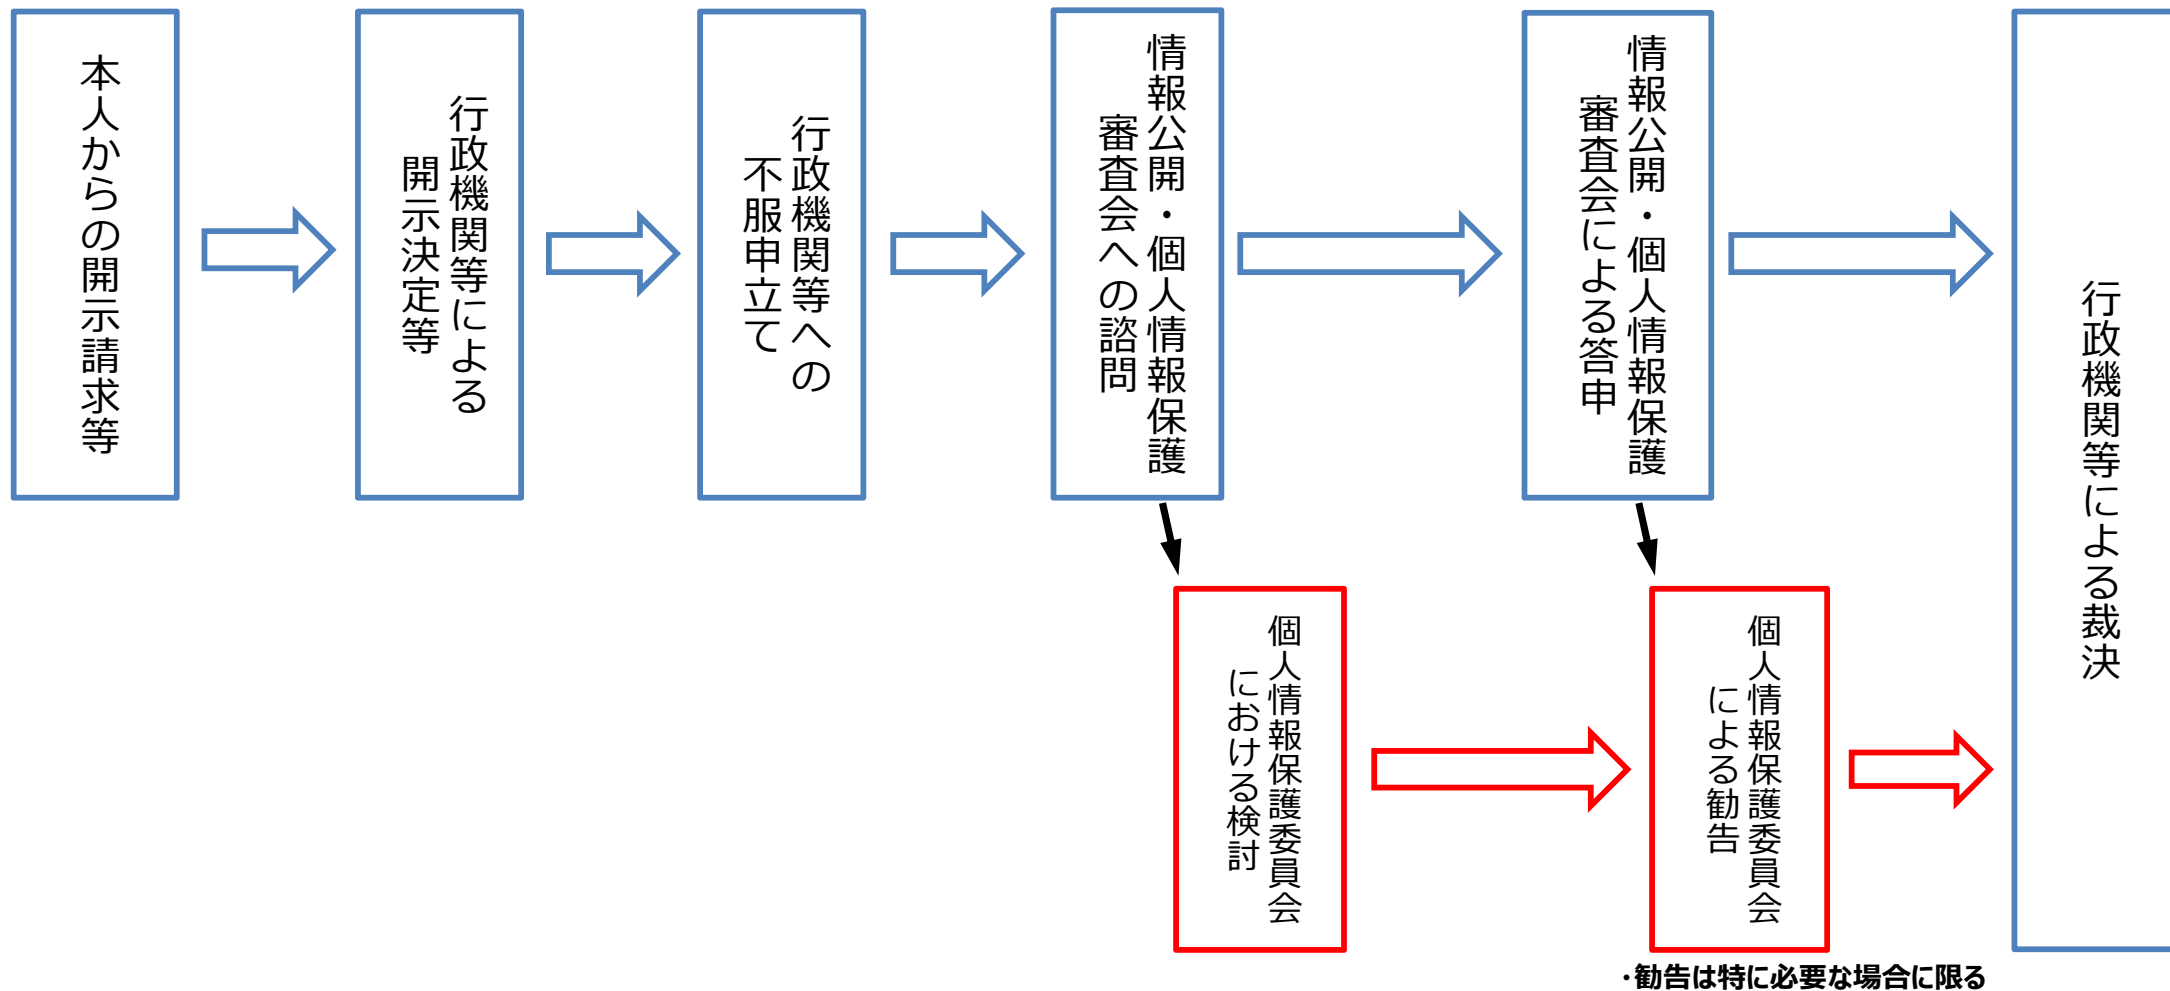 本人からの開示請求等
行政機関等による
開示決定等
行政機関等への
不服申立て
情報公開・個人情報保護
審査会への諮問
情報公開・個人情報保護
審査会による答申
行政機関等による裁決
個人情報保護委員会
における検討
個人情報保護委員会
による勧告
・勧告は特に必要な場合に限る